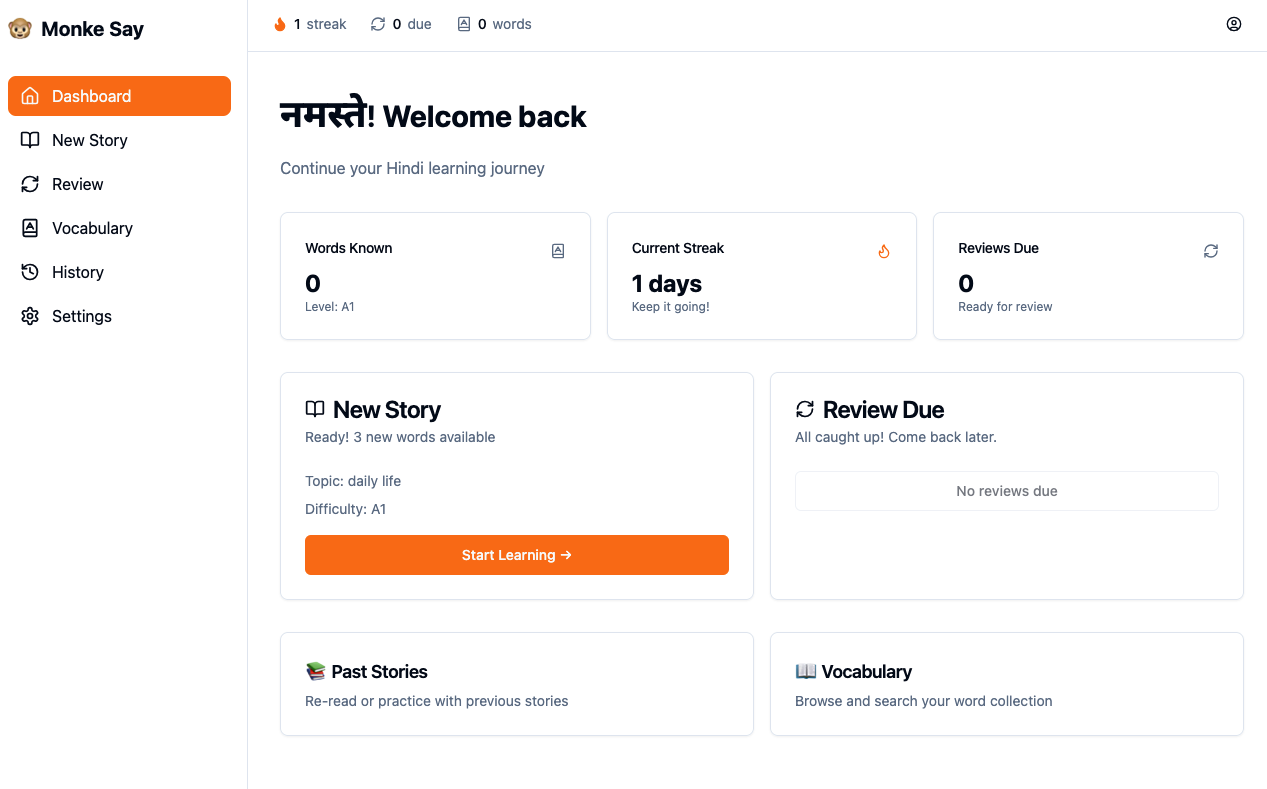 Monke Say
1 streak
0 due
0 words
Dashboard
New Story
Review
Vocabulary
History
Settings
नमस्ते! Welcome back
Continue your Hindi learning journey
Words Known
0
Level: A1
Current Streak
1 days
Keep it going!
Reviews Due
0
Ready for review
New Story
Ready! 3 new words available
Topic: daily life
Difficulty: A1
Start Learning →
Review Due
All caught up! Come back later.
No reviews due
Past Stories
Re-read or practice with previous stories
Vocabulary
Browse and search your word collection